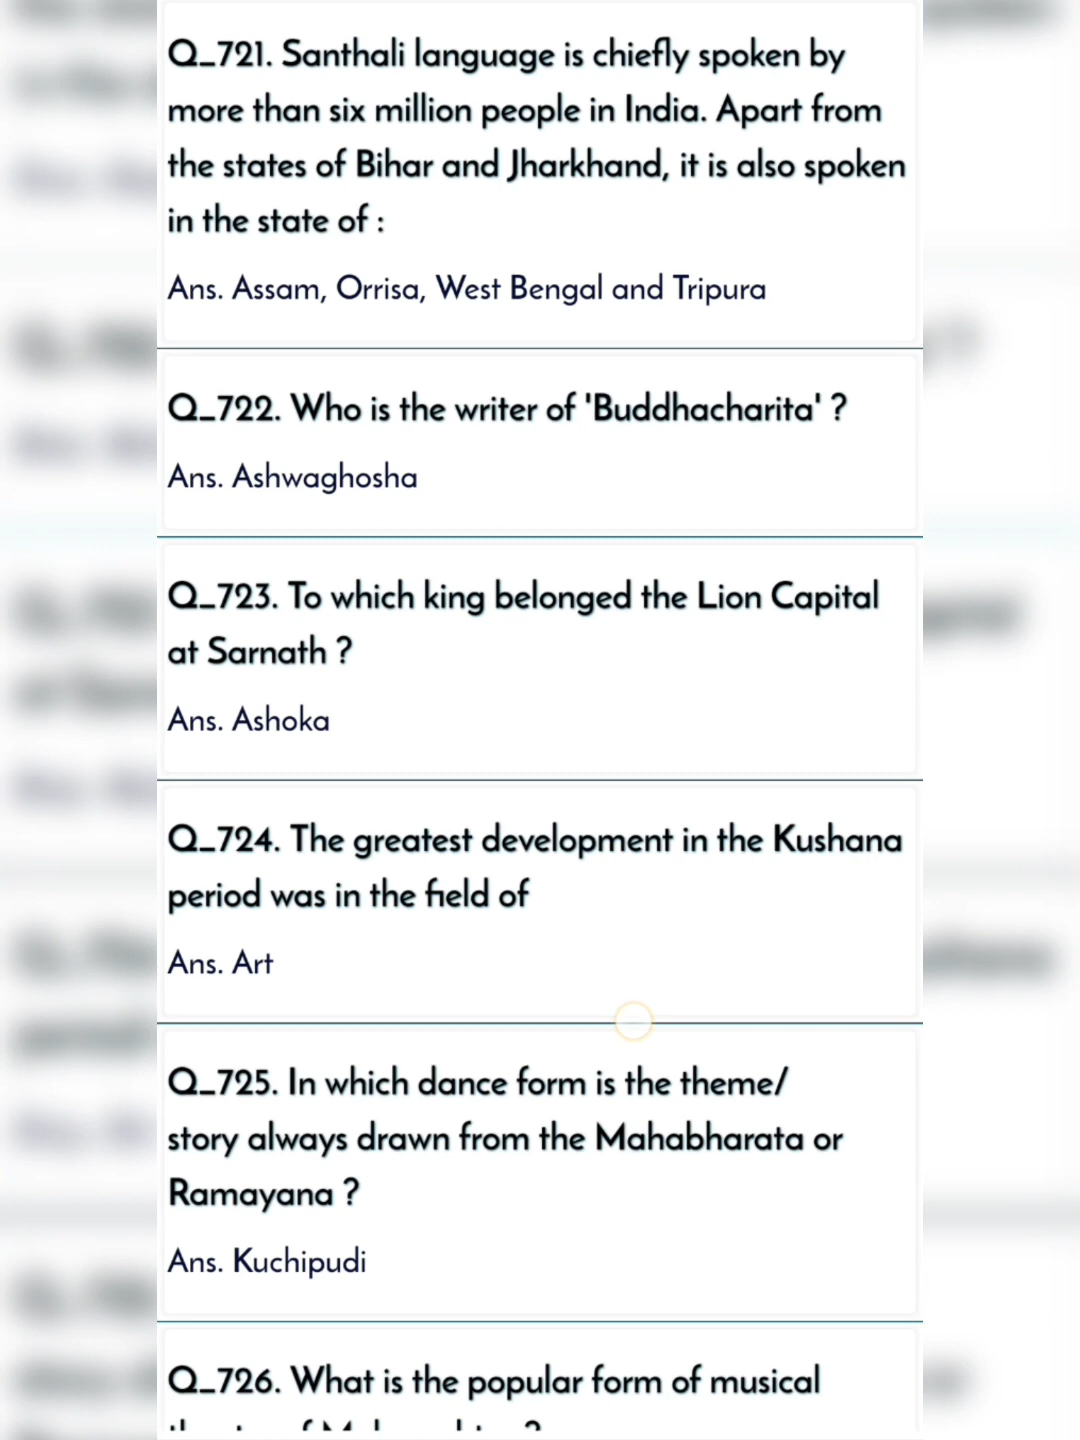 Q_721. Santhali language is chiefly spoken by
more than six million people in India. Apart from
the states of Bihar and Jharkhand, it is also spoken
in the state of :
Ans. Assam, Orrisa, West Bengal and Tripura
Q_722. Who is the writer of 'Buddhacharita' ?
Ans. Ashwaghosha
Q_723. To which king belonged the Lion Capital
at Sarnath ?
Ans. Ashoka
Q_724. The greatest development in the Kushana
period was in the field of
Ans. Art
Q_725. In which dance form is the theme/
story always drawn from the Mahabharata or
Ramayana ?
Ans. Kuchipudi
Q_726. What is the popular form of musical